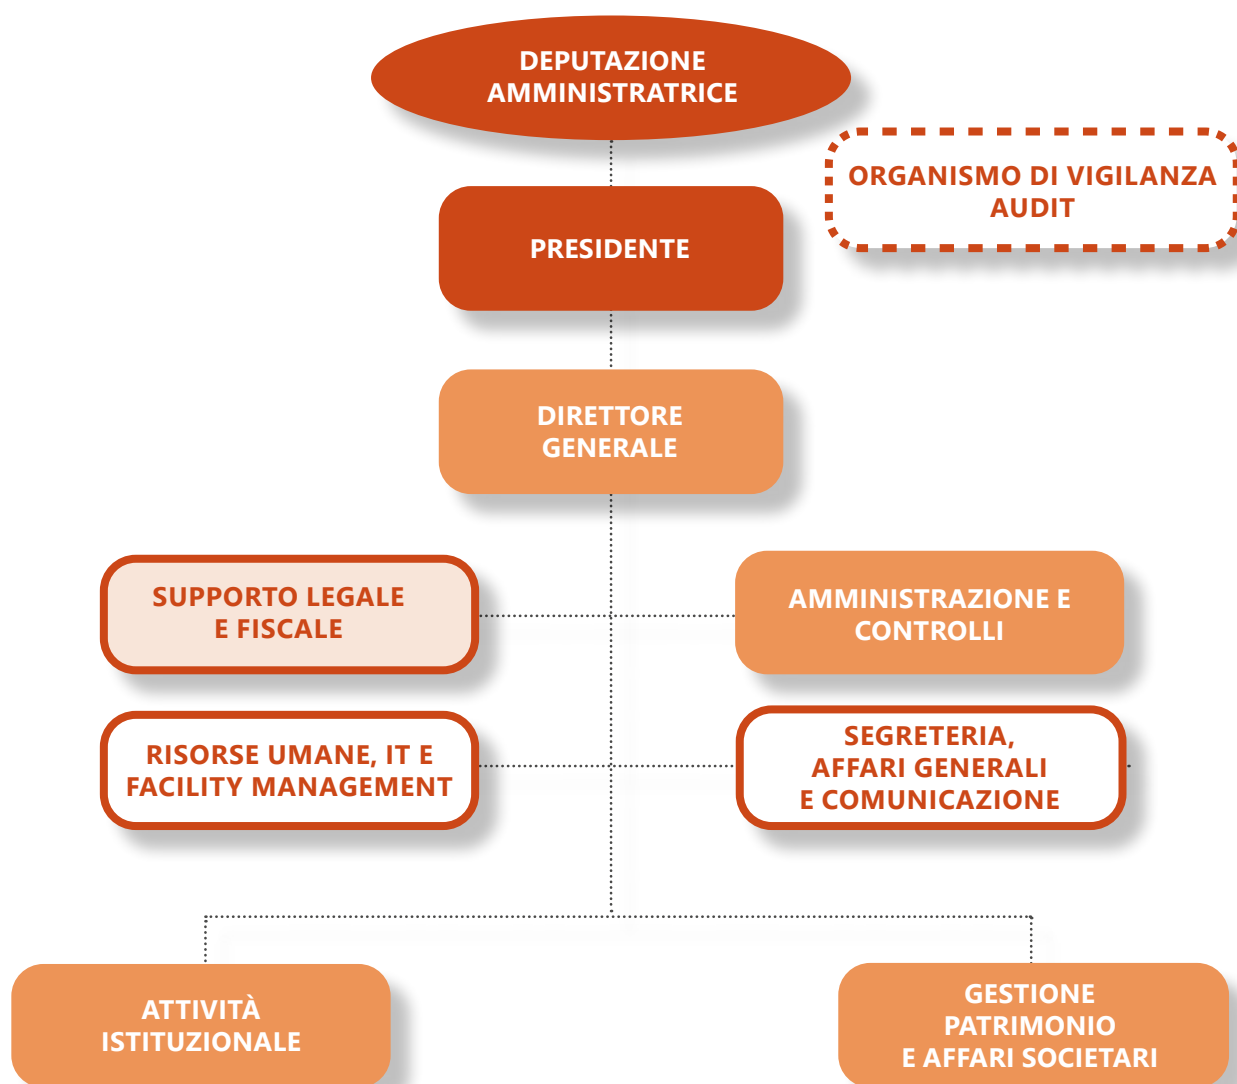 DEPUTAZIONE
AMMINISTRATRICE
ORGANISMO DI VIGILANZA
AUDIT
PRESIDENTE
DIRETTORE
GENERALE
SUPPORTO LEGALE
E FISCALE
AMMINISTRAZIONE E
CONTROLLI
RISORSE UMANE, IT E
FACILITY MANAGEMENT
SEGRETERIA,
AFFARI GENERALI
E COMUNICAZIONE
ATTIVITÀ
ISTITUZIONALE
GESTIONE
PATRIMONIO
E AFFARI SOCIETARI